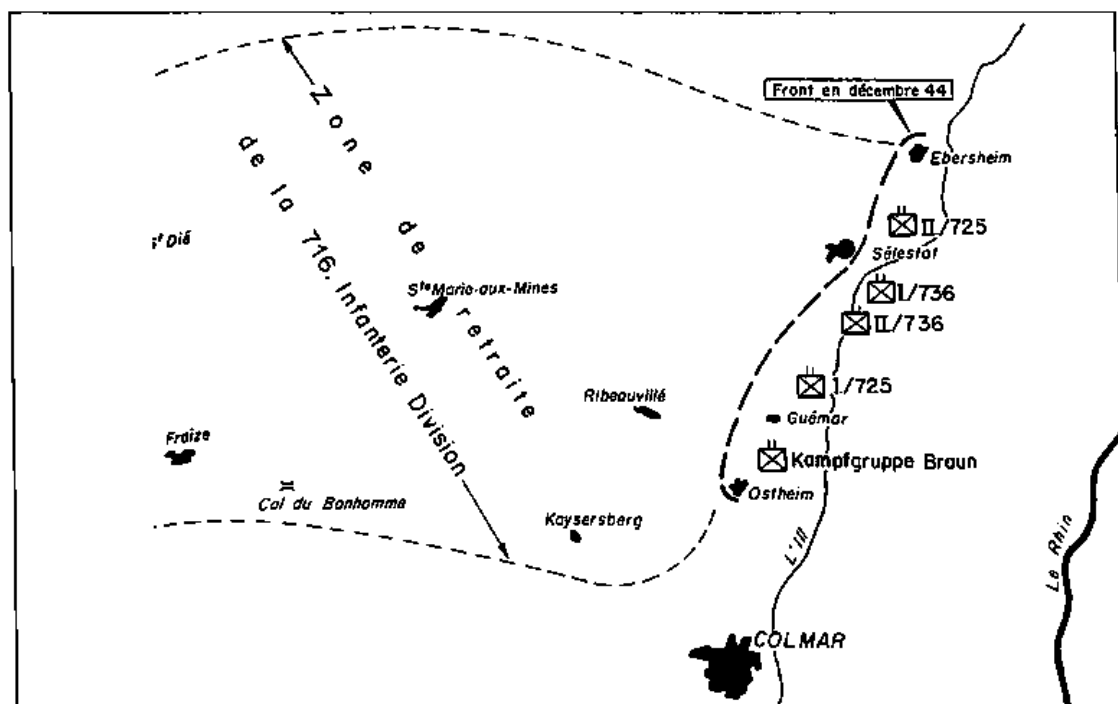 Front en décembre 44
Ebersheim
II/725
Sélestat
I/736
II/736
I/725
Guémar
Kampfgruppe Braun
Ostheim
Zone de retraite
de la 716. Infanterie Division
Sᵗ Dié
Sᵗᵉ Marie-aux-Mines
Ribeauvillé
Fraize
Col du Bonhomme
Kaysersberg
L'Ill
Le Rhin
COLMAR